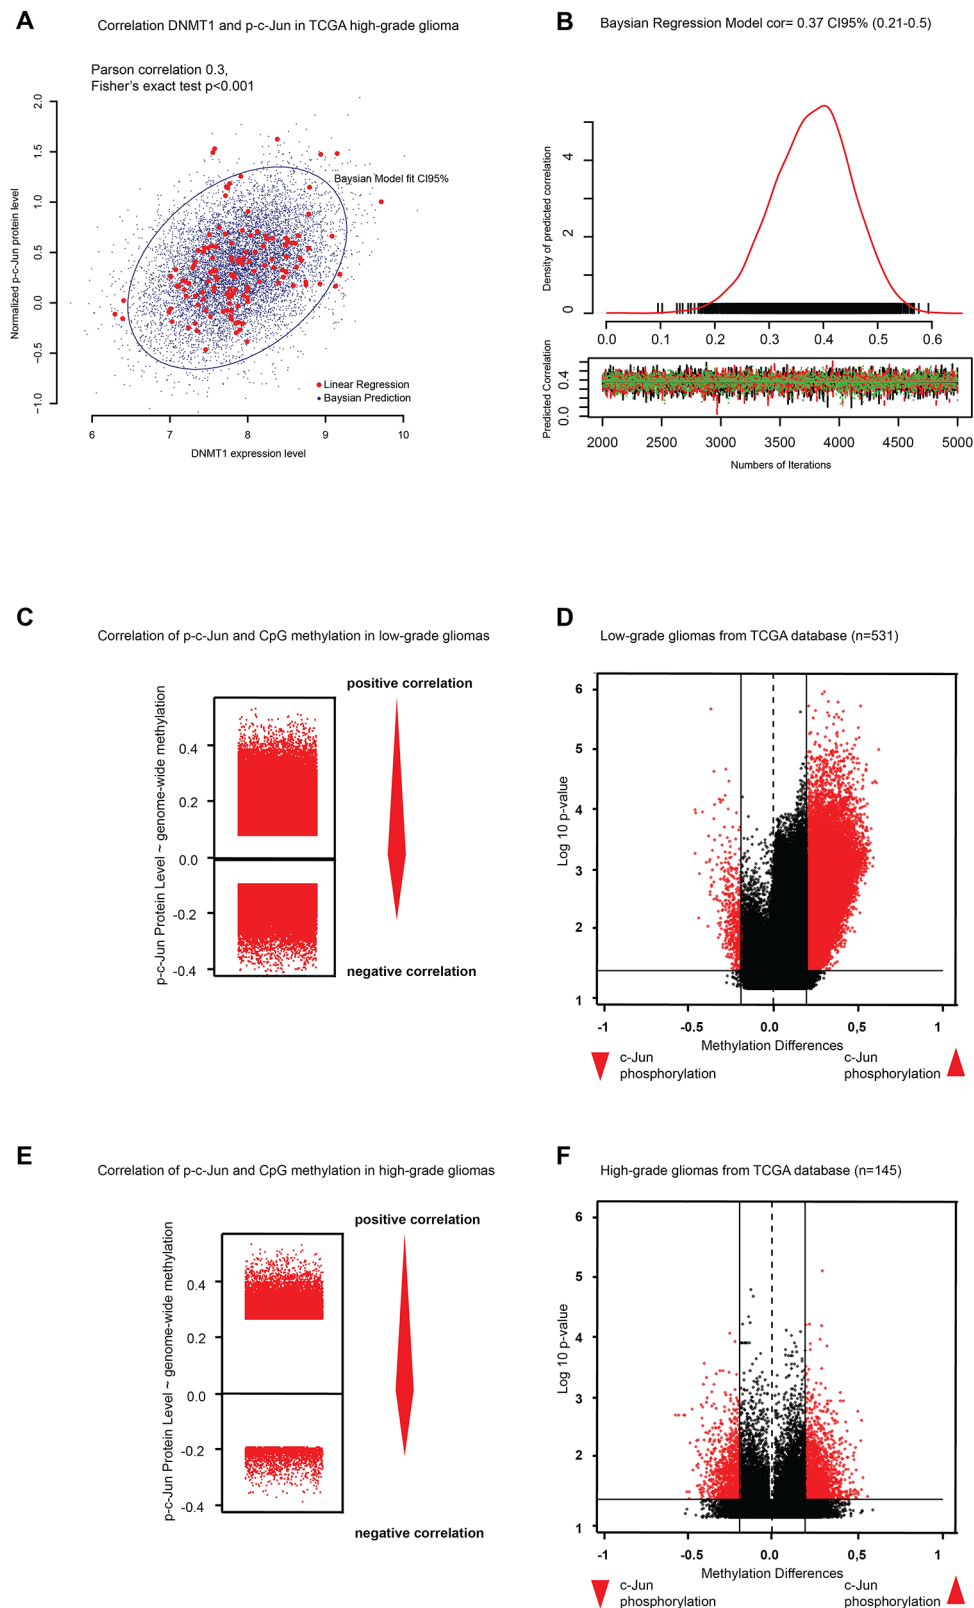 A
Correlation DNMT1 and p-c-Jun in TCGA high-grade glioma
Parson correlation 0.3,
Fisher's exact test p<0.001
Normalized p-c-Jun protein level
2.0
1.5
1.0
0.5
0.0
−0.5
−1.0
Baysian Model fit CI95%
Linear Regression
Baysian Prediction
6 7 8 9 10
DNMT1 expression level
B
Baysian Regression Model cor= 0.37 CI95% (0.21-0.5)
Density of predicted correlation
4
2
0
0.0 0.1 0.2 0.3 0.4 0.5 0.6
Predicted Correlation
0.4
0.0
2000 2500 3000 3500 4000 4500 5000
Numbers of Iterations
C
Correlation of p-c-Jun and CpG methylation in low-grade gliomas
p-c-Jun Protein Level ~ genome-wide methylation
0.4
0.2
0.0
-0.2
-0.4
positive correlation
negative correlation
D
Low-grade gliomas from TCGA database (n=531)
Log 10 p-value
6
5
4
3
2
1
-1 -0.5 0.0 0,5 1
Methylation Differences
c-Jun
phosphorylation
c-Jun
phosphorylation
E
Correlation of p-c-Jun and CpG methylation in high-grade gliomas
p-c-Jun Protein Level ~ genome-wide methylation
0.4
0.2
0.0
-0.2
-0.4
positive correlation
negative correlation
F
High-grade gliomas from TCGA database (n=145)
Log 10 p-value
6
5
4
3
2
1
-1 -0.5 0.0 0,5 1
Methylation Differences
c-Jun
phosphorylation
c-Jun
phosphorylation